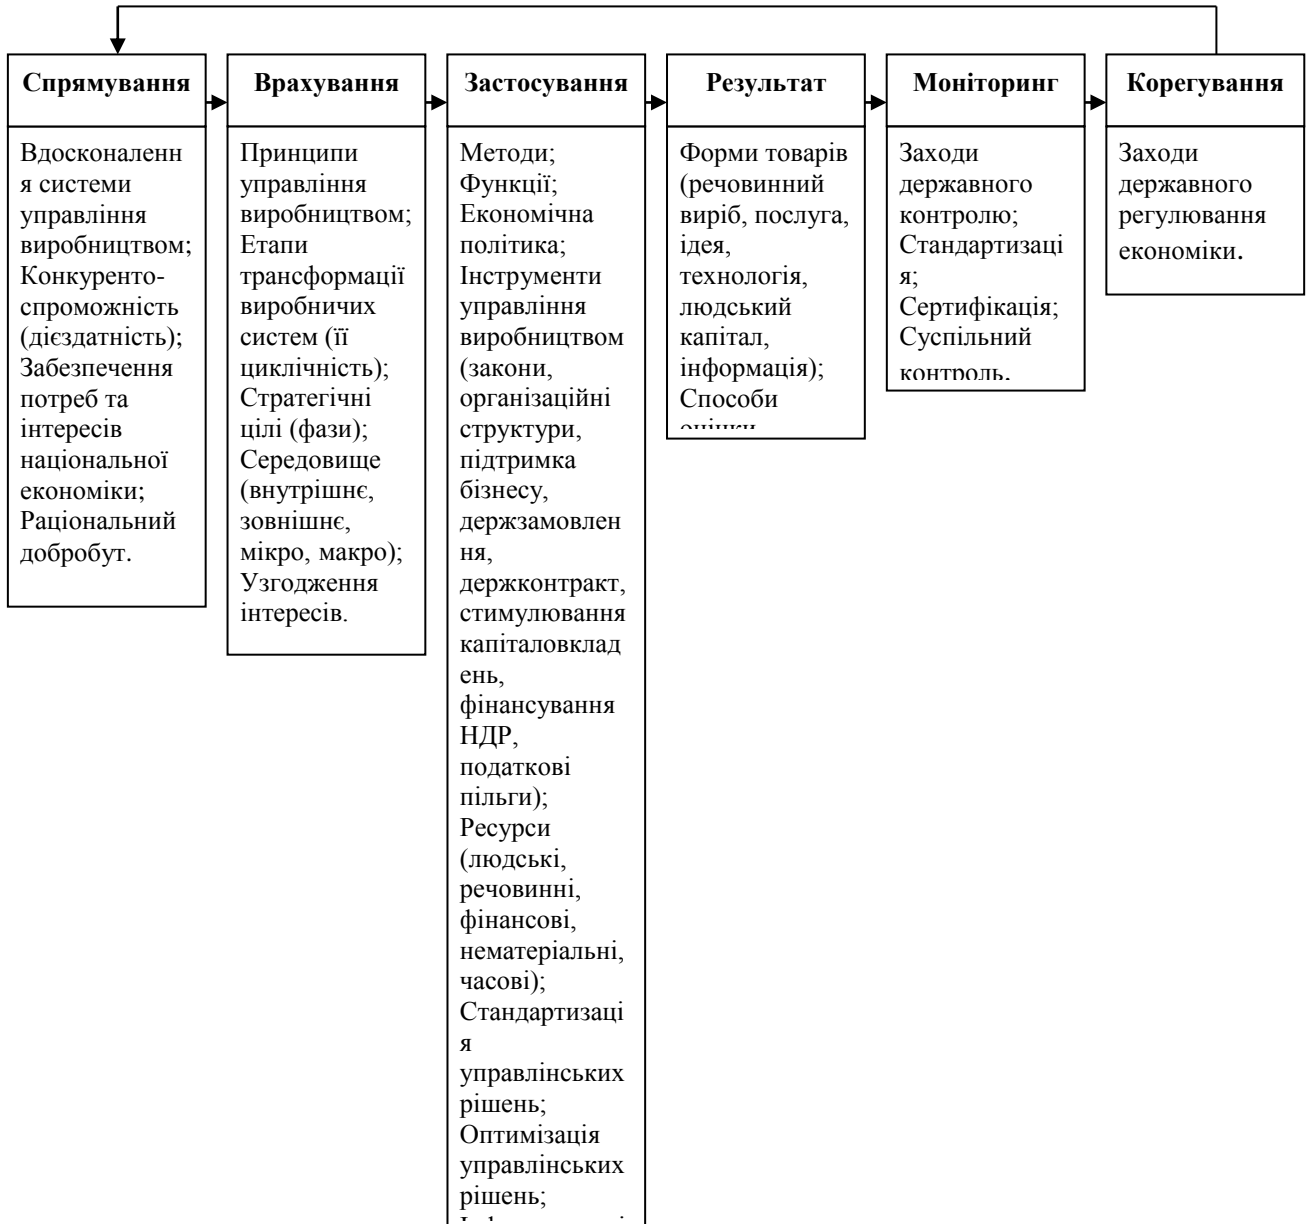 Спрямування
Врахування
Застосування
Результат
Моніторинг
Корегування
Вдосконаленн
я системи
управління
виробництвом;
Конкуренто-
спроможність
(дієздатність);
Забезпечення
потреб та
інтересів
національної
економіки;
Раціональний
добробут.
Принципи
управління
виробництвом;
Етапи
трансформації
виробничих
систем (її
циклічність);
Стратегічні
цілі (фази);
Середовище
(внутрішнє,
зовнішнє,
мікро, макро);
Узгодження
інтересів.
Методи;
Функції;
Економічна
політика;
Інструменти
управління
виробництвом
(закони,
організаційні
структури,
підтримка
бізнесу,
держзамовлен
ня,
держконтракт,
стимулювання
капіталовклад
ень,
фінансування
НДР,
податкові
пільги);
Ресурси
(людські,
речовинні,
фінансові,
нематеріальні,
часові);
Стандартизаці
я
управлінських
рішень;
Оптимізація
управлінських
рішень;
Форми товарів
(речовинний
виріб, послуга,
ідея,
технологія,
людський
капітал,
інформація);
Способи
оцінки
Заходи
державного
контролю;
Стандартизаці
я;
Сертифікація;
Суспільний
контроль.
Заходи
державного
регулювання
економіки.